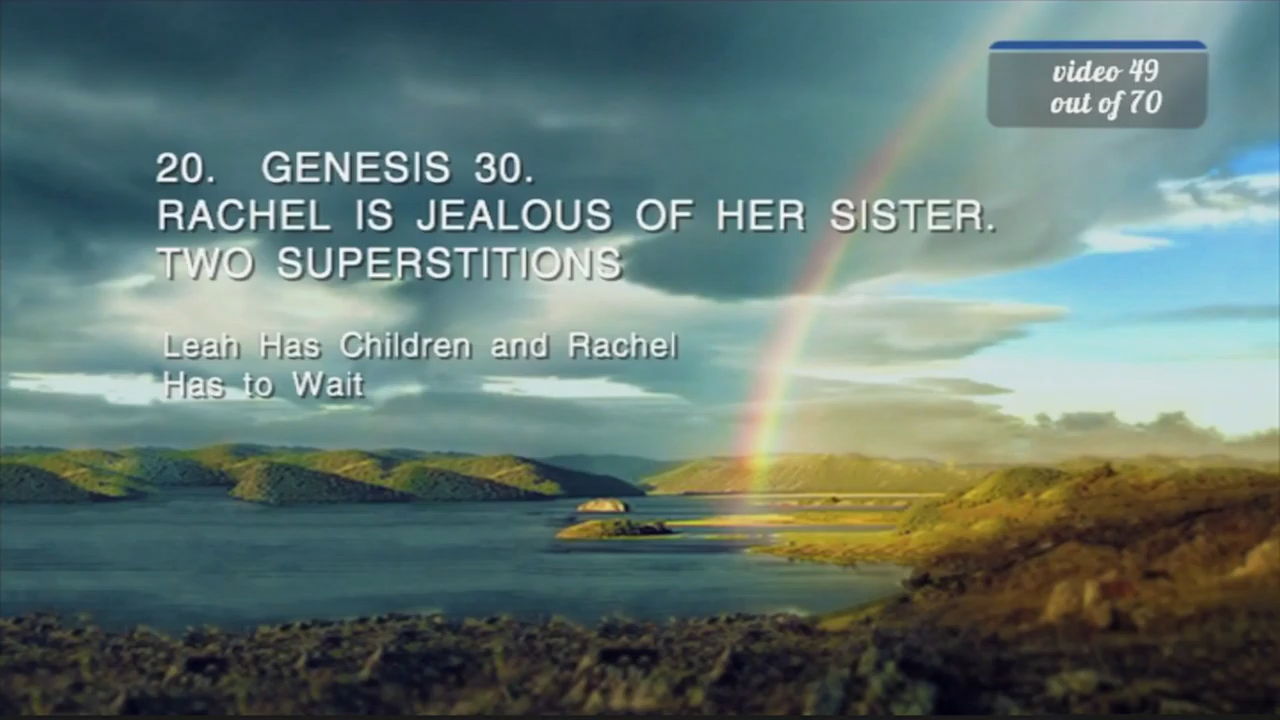 video 49
out of 70
20. GENESIS 30.
RACHEL IS JEALOUS OF HER SISTER.
TWO SUPERSTITIONS
Leah Has Children and Rachel
Has to Wait